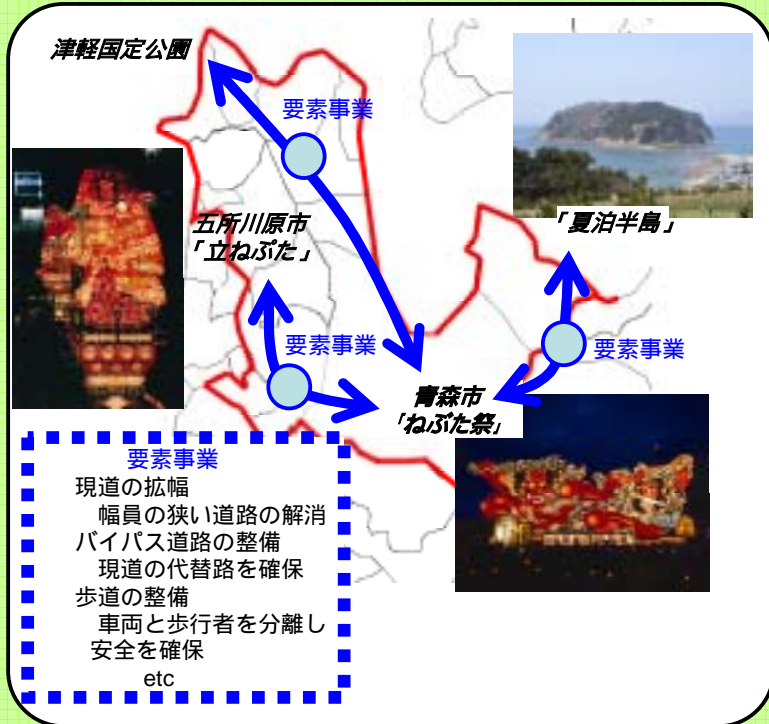 津軽国定公園
要素事業
「夏泊半島」
五所川原市
「立ねぷた」
要素事業
要素事業
青森市
「ねぶた祭」
要素事業
現道の拡幅
幅員の狭い道路の解消
バイパス道路の整備
現道の代替路を確保
歩道の整備
車両と歩行者を分離し
安全を確保
etc